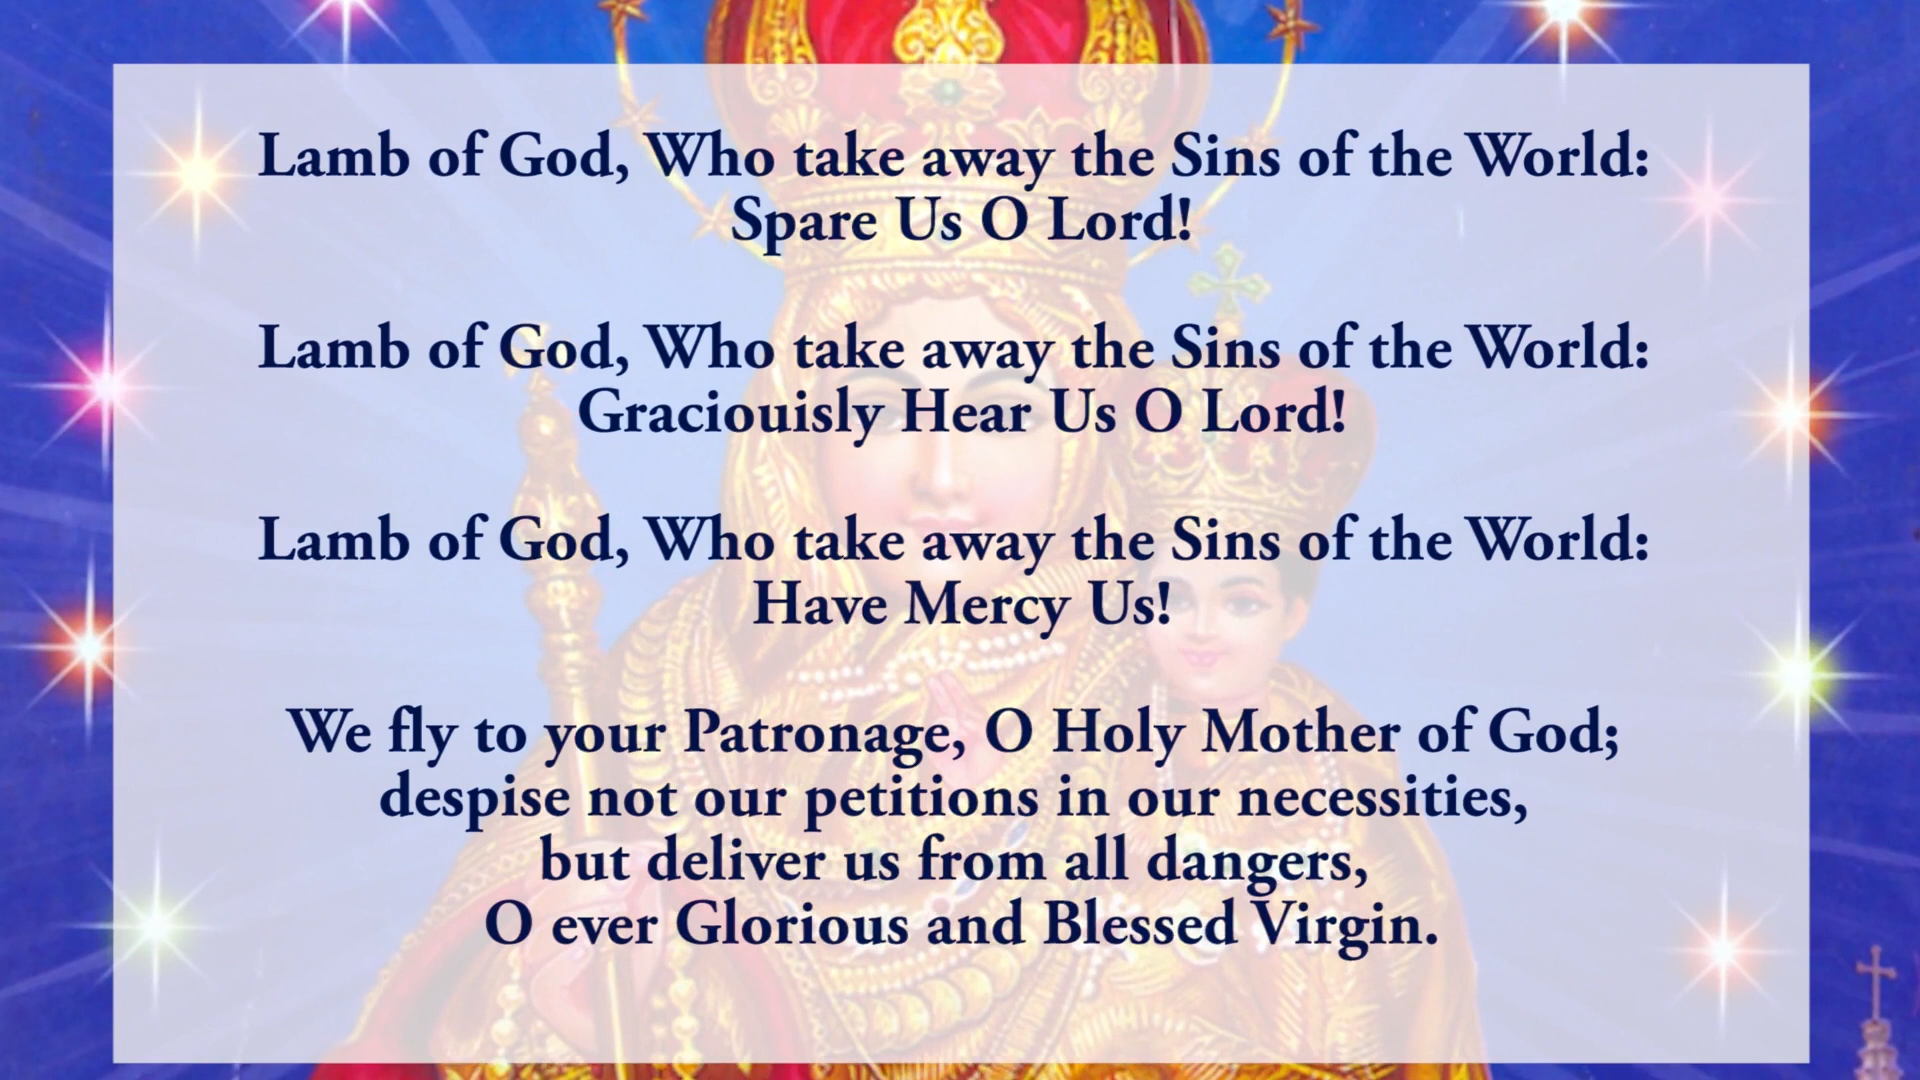 Lamb of God, Who take away the Sins of the World:
Spare Us O Lord!
Lamb of God, Who take away the Sins of the World:
Graciouisly Hear Us O Lord!
Lamb of God, Who take away the Sins of the World:
Have Mercy Us!
We fly to your Patronage, O Holy Mother of God;
despise not our petitions in our necessities,
but deliver us from all dangers,
O ever Glorious and Blessed Virgin.